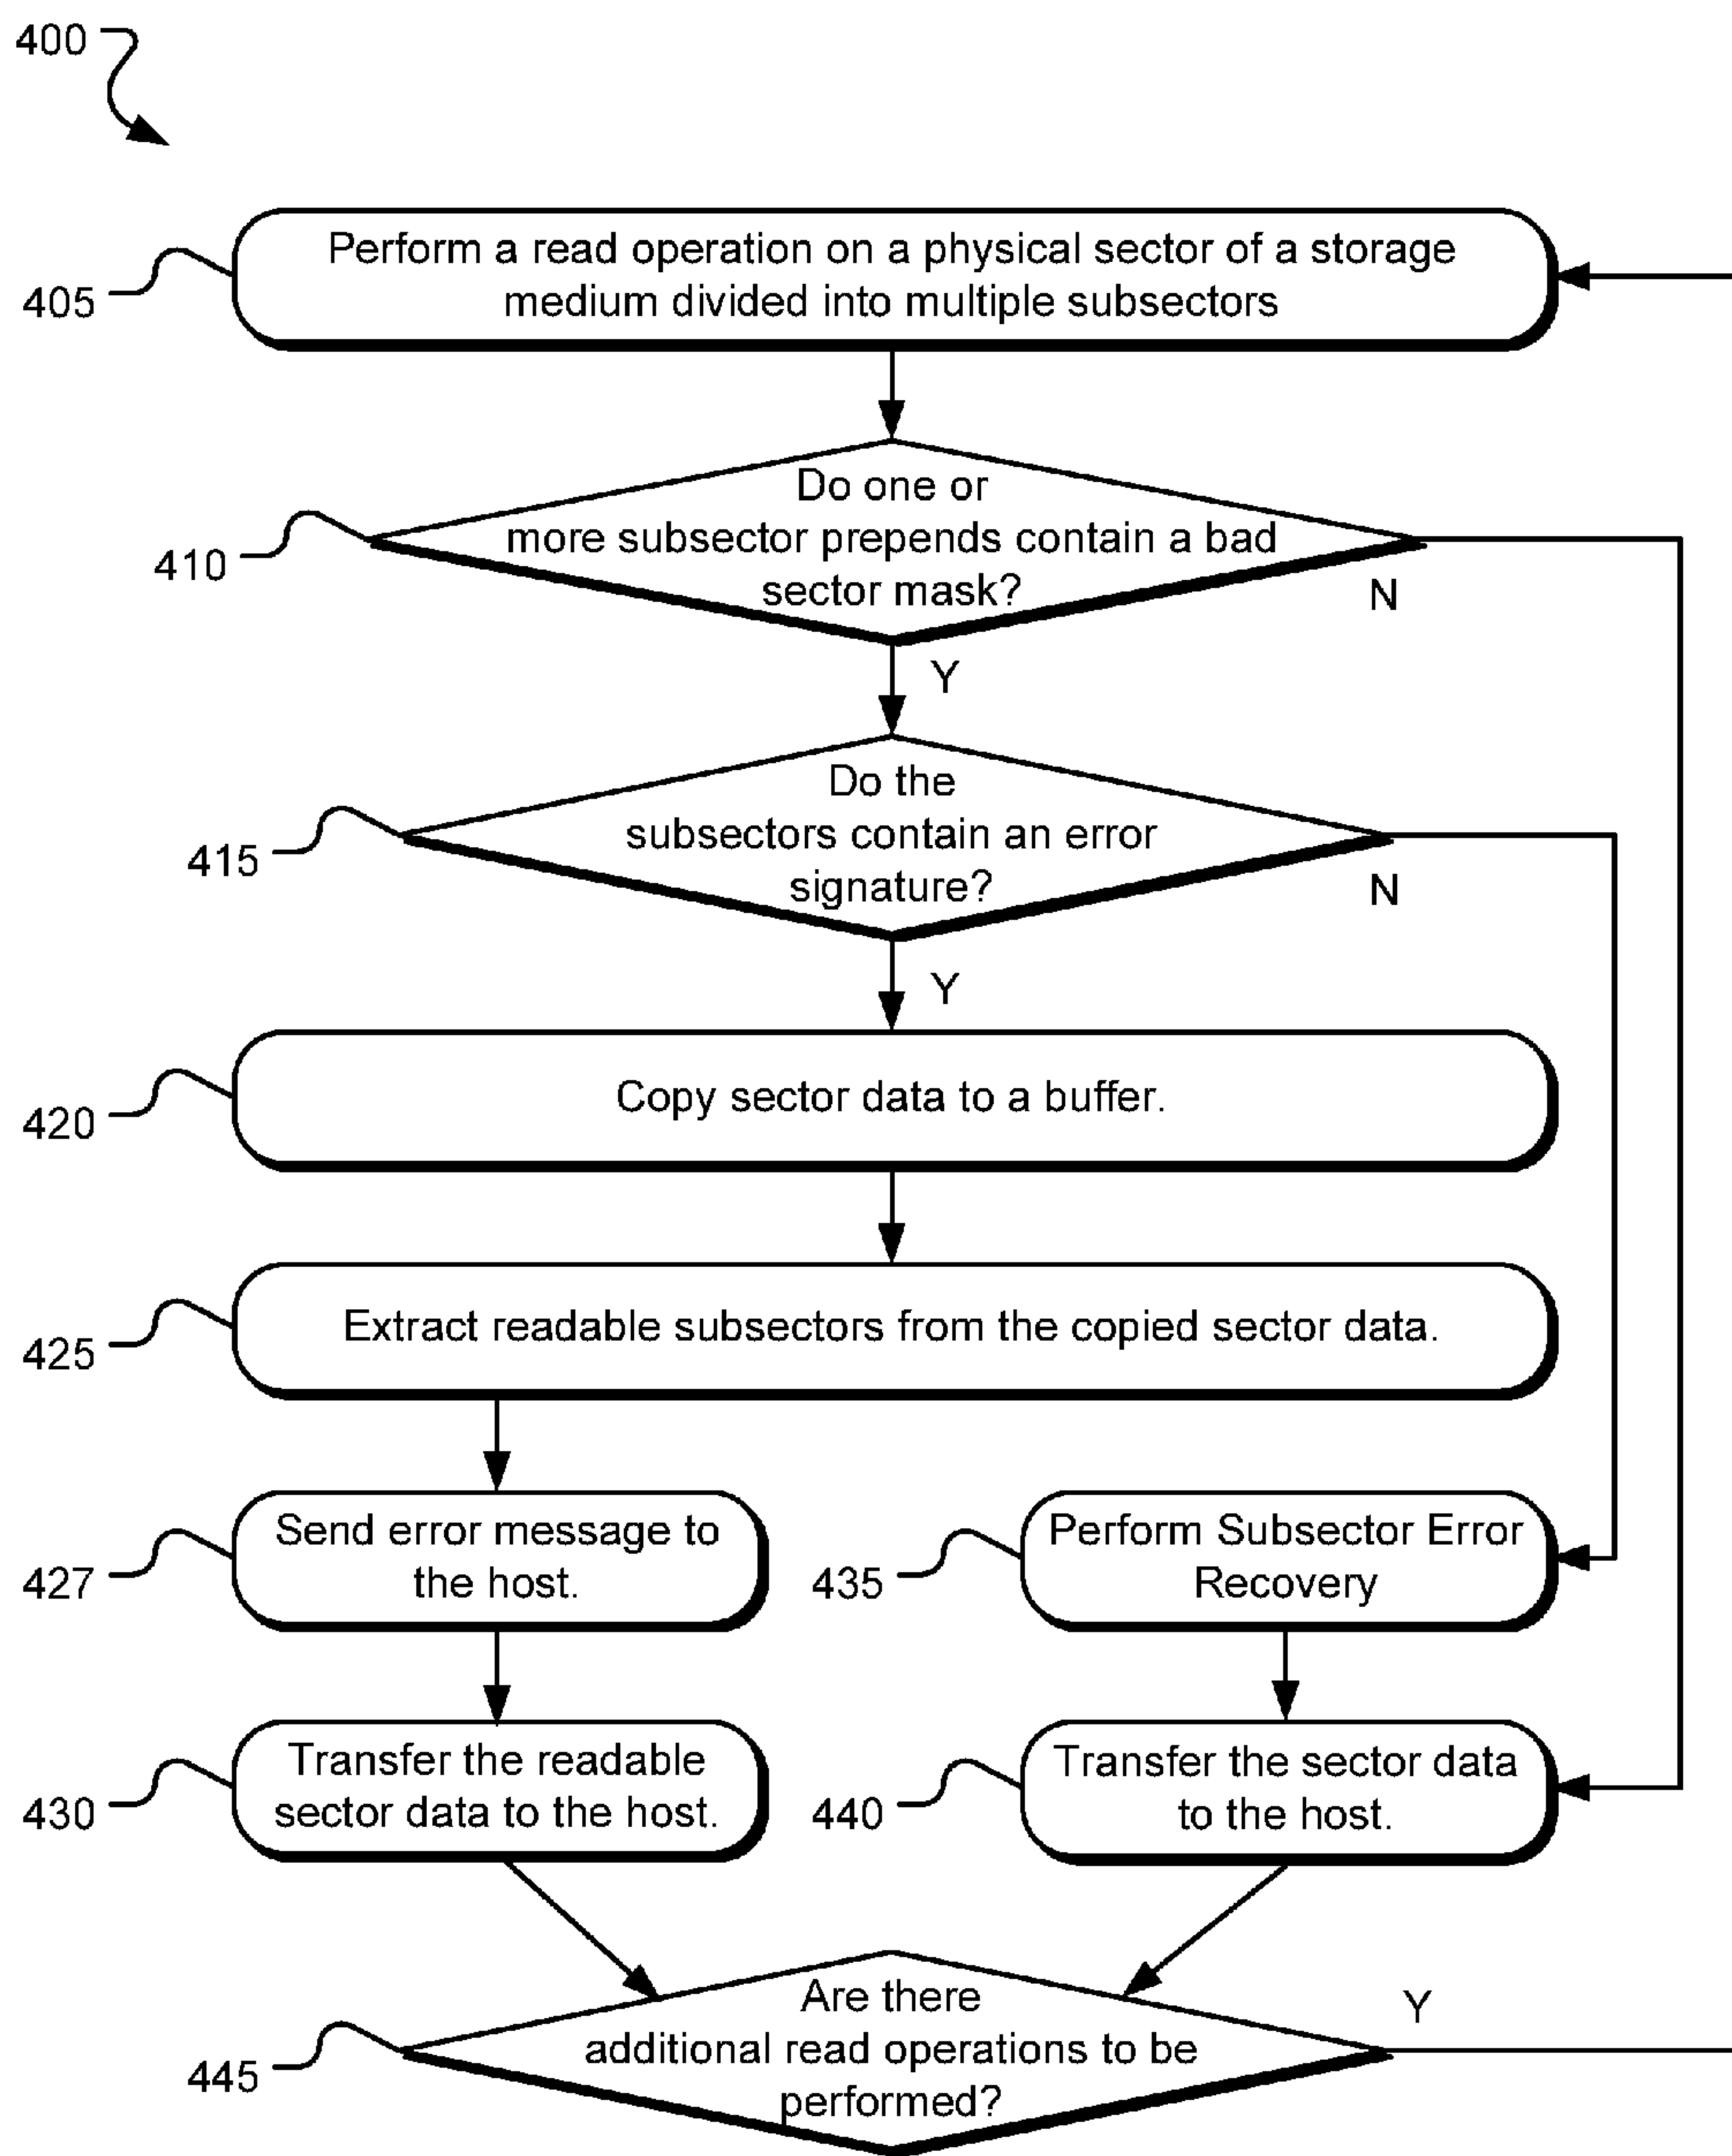 400
Perform a read operation on a physical sector of a storage
medium divided into multiple subsectors
405
Do one or
more subsector prepends contain a bad
sector mask?
410
N
Y
Do the
subsectors contain an error
signature?
415
N
Y
Copy sector data to a buffer.
420
Extract readable subsectors from the copied sector data.
425
Send error message to
the host.
427
Perform Subsector Error
Recovery
435
Transfer the readable
sector data to the host.
430
Transfer the sector data
to the host.
440
Are there
additional read operations to be
performed?
445
Y